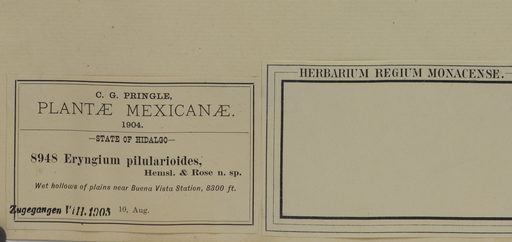 C. G. PRINGLE,
PLANTÆ MEXICANÆ.
1904.
STATE OF HIDALGO
8948 Eryngium pilularioides,
Hemsl. & Rose n. sp.
Wet hollows of plains near Buena Vista Station, 8300 ft.
Zugegangen VIII.1905 10. Aug.
HERBARIUM REGIUM MONACENSE.